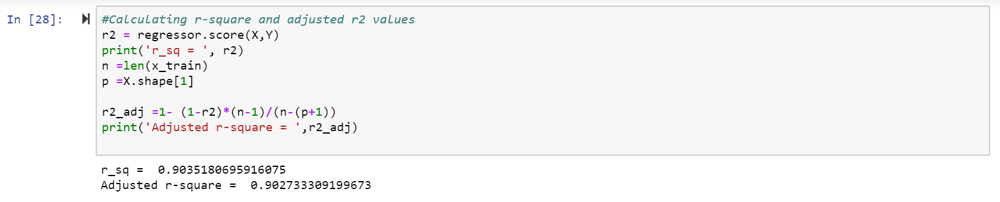 In [28]:
#Calculating r-square and adjusted r2 values
r2 = regressor.score(X,Y)
print('r_sq = ', r2)
n =len(x_train)
p =X.shape[1]
r2_adj =1- (1-r2)*(n-1)/(n-(p+1))
print('Adjusted r-square = ',r2_adj)
r_sq =  0.9035180695916075
Adjusted r-square =  0.902733309199673